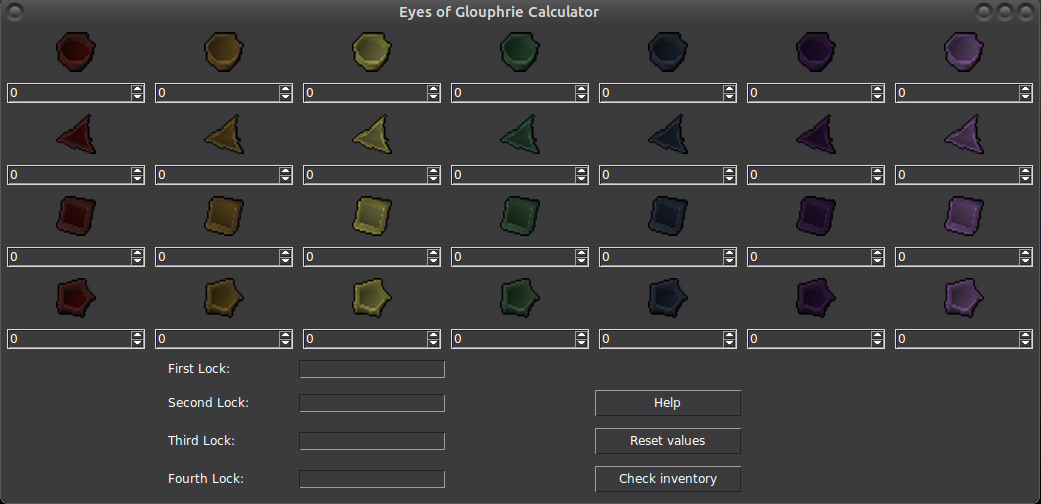 Eyes of Glouphrie Calculator
0 0 0 0 0 0 0
0 0 0 0 0 0 0
0 0 0 0 0 0 0
0 0 0 0 0 0 0
First Lock:
Second Lock: Help
Third Lock: Reset values
Fourth Lock: Check inventory